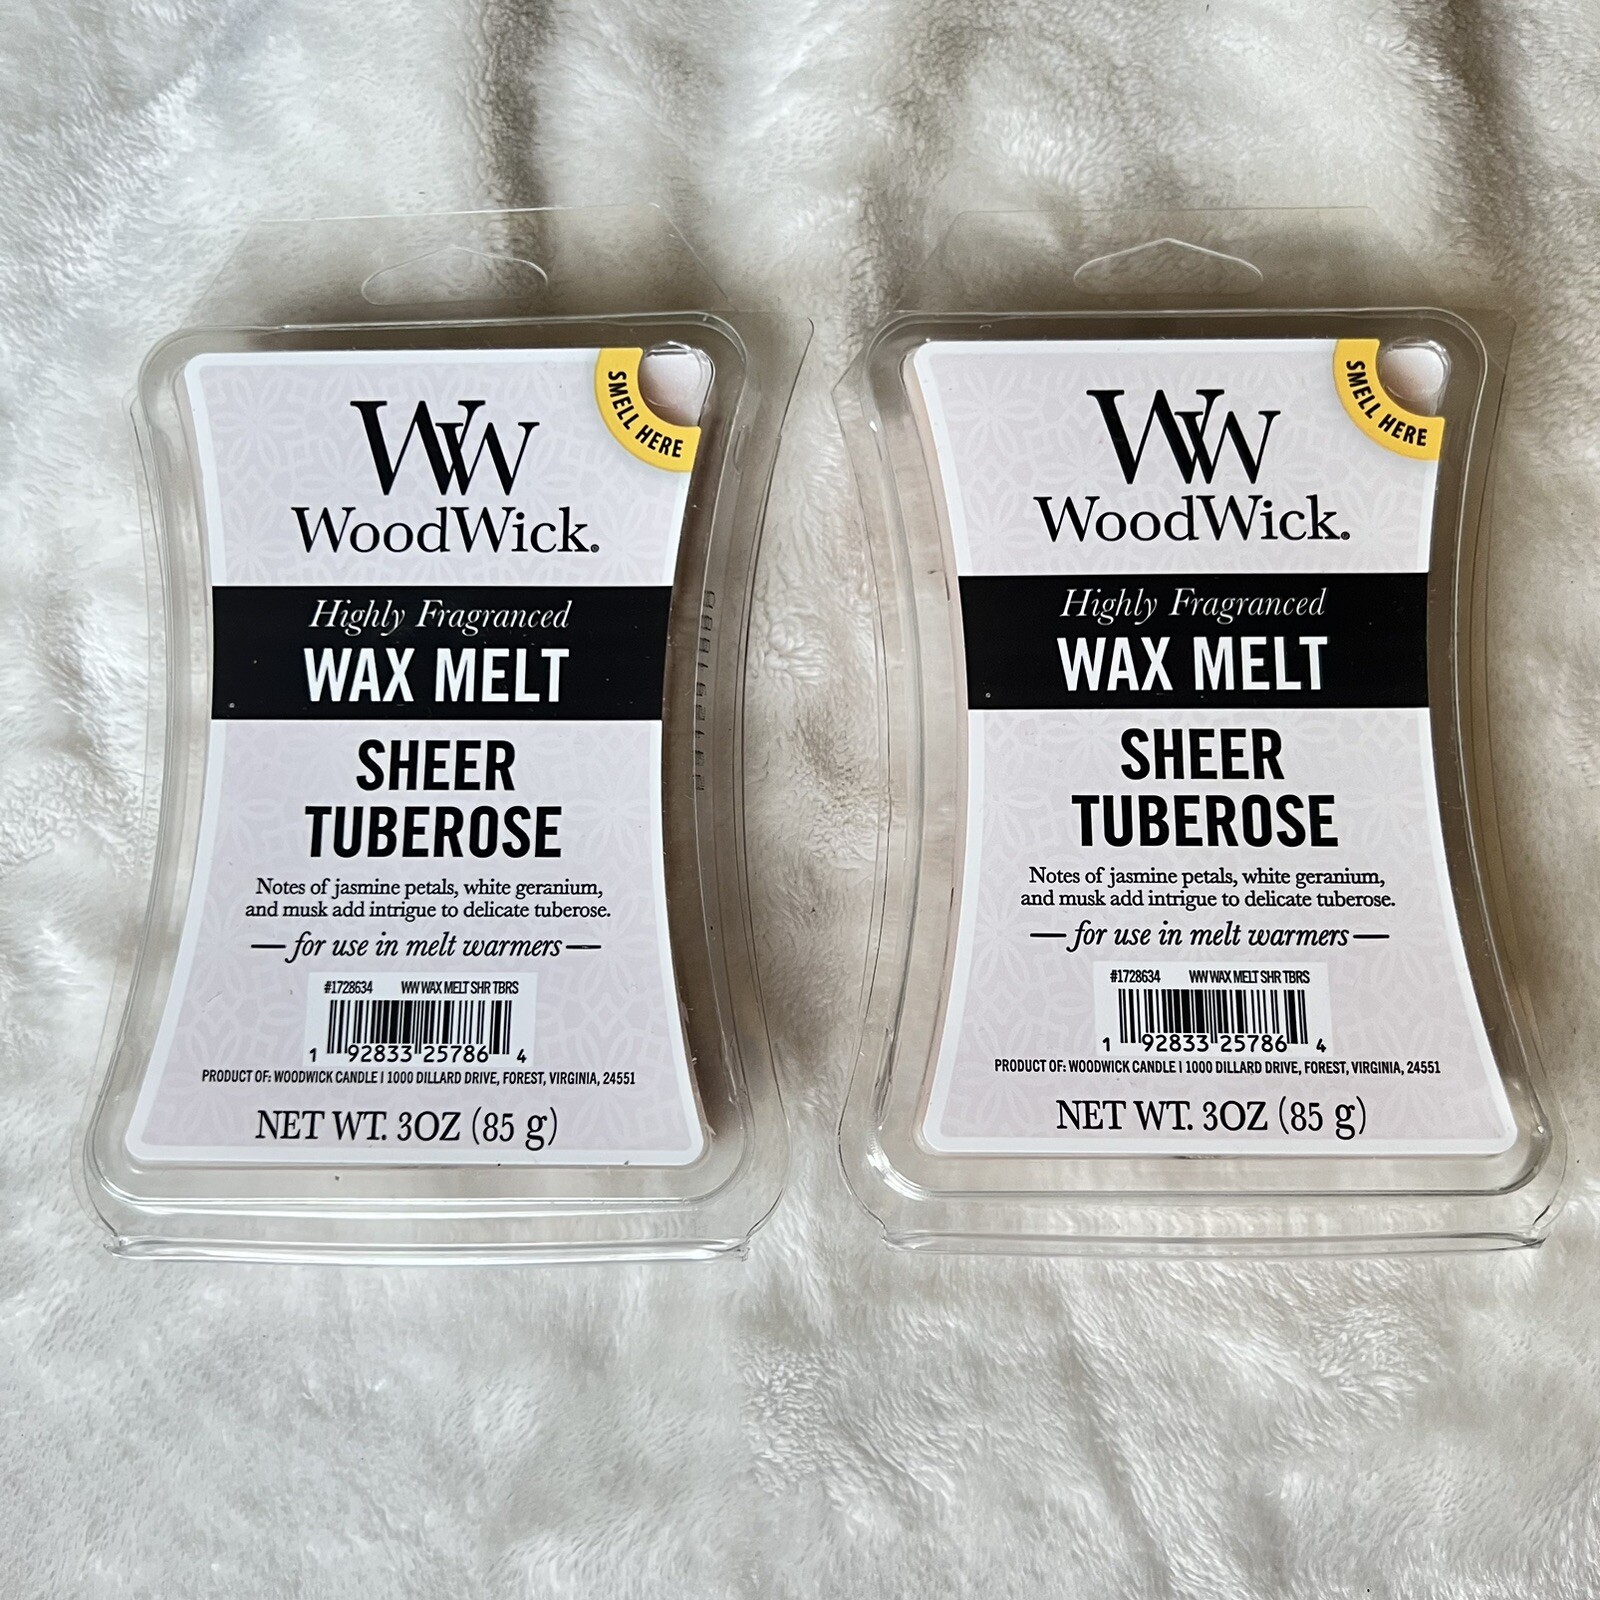 SMELL HERE
WW
WoodWick®
Highly Fragranced
WAX MELT
SHEER
TUBEROSE
Notes of jasmine petals, white geranium,
and musk add intrigue to delicate tuberose.
— for use in melt warmers —
#1728634 WW WAX MELT SHR TBRS
1 92833 25786 4
PRODUCT OF: WOODWICK CANDLE | 1000 DILLARD DRIVE, FOREST, VIRGINIA, 24551
NET WT. 3OZ (85 g)
SMELL HERE
WW
WoodWick®
Highly Fragranced
WAX MELT
SHEER
TUBEROSE
Notes of jasmine petals, white geranium,
and musk add intrigue to delicate tuberose.
— for use in melt warmers —
#1728634 WW WAX MELT SHR TBRS
1 92833 25786 4
PRODUCT OF: WOODWICK CANDLE | 1000 DILLARD DRIVE, FOREST, VIRGINIA, 24551
NET WT. 3OZ (85 g)